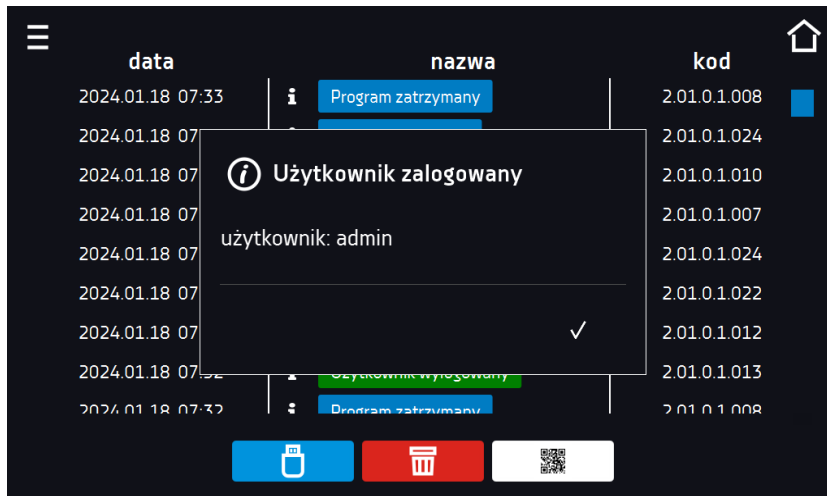 data nazwa kod
2024.01.18 07:33 i Program zatrzymany 2.01.0.1.008
2024.01.18 07 2.01.0.1.024
2024.01.18 07 2.01.0.1.010
2024.01.18 07 2.01.0.1.007
2024.01.18 07 2.01.0.1.024
2024.01.18 07 2.01.0.1.022
2024.01.18 07 2.01.0.1.012
2024.01.18 07:32 Użytkownik wylogowany 2.01.0.1.013
2024.01.18 07:32 i Program zatrzymany 2.01.0.1.008
i Użytkownik zalogowany
użytkownik: admin